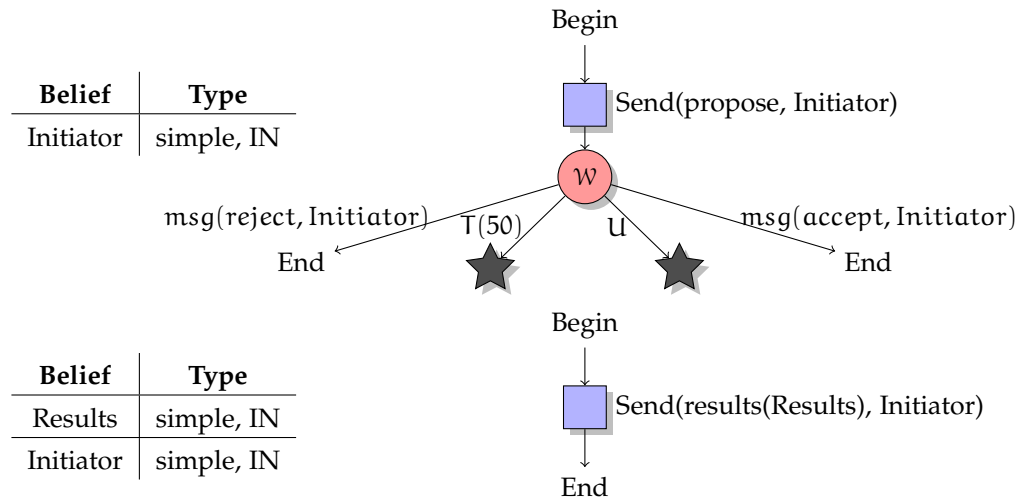 Begin
Belief Type
Initiator simple, IN
Send(propose, Initiator)
W
msg(reject, Initiator)
T(50)
U
msg(accept, Initiator)
End
End
Begin
Belief Type
Results simple, IN
Initiator simple, IN
Send(results(Results), Initiator)
End